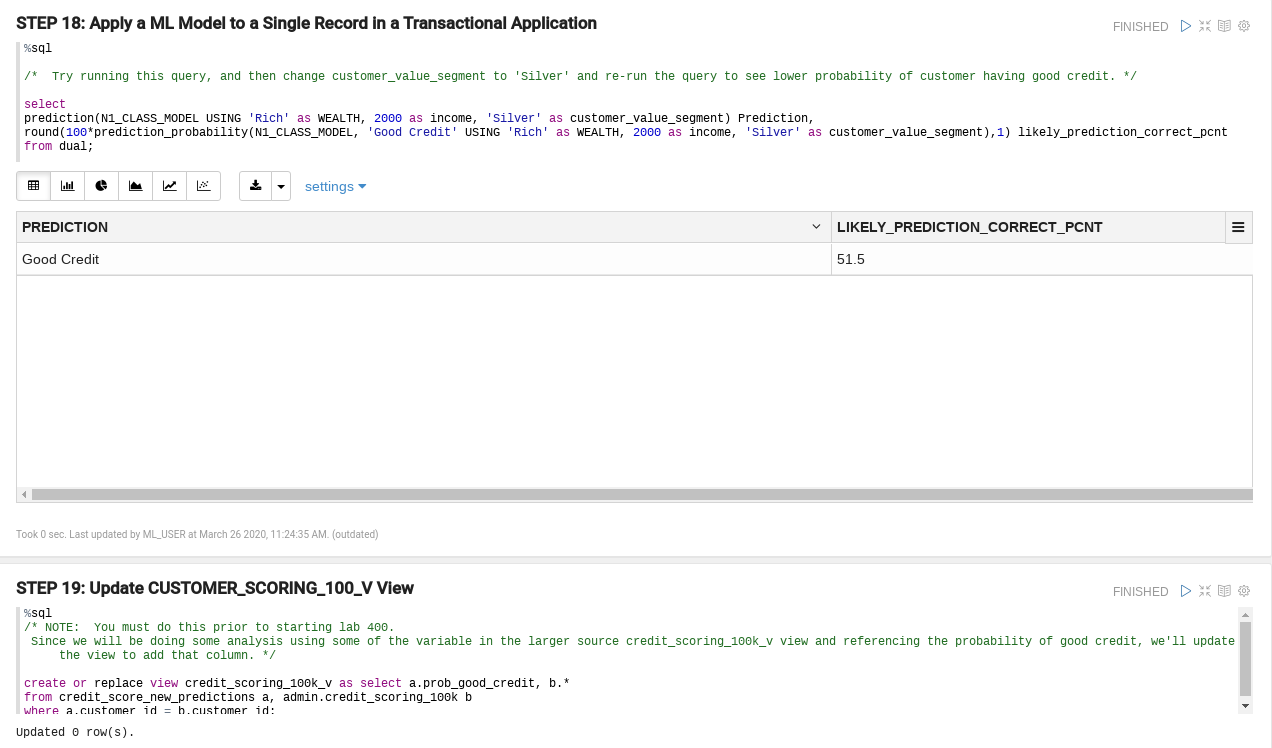 STEP 18: Apply a ML Model to a Single Record in a Transactional Application
FINISHED
%sql
/*  Try running this query, and then change customer_value_segment to 'Silver' and re-run the query to see lower probability of customer having good credit. */
select
prediction(N1_CLASS_MODEL USING 'Rich' as WEALTH, 2000 as income, 'Silver' as customer_value_segment) Prediction,
round(100*prediction_probability(N1_CLASS_MODEL, 'Good Credit' USING 'Rich' as WEALTH, 2000 as income, 'Silver' as customer_value_segment),1) likely_prediction_correct_pcnt
from dual;
settings
PREDICTION LIKELY_PREDICTION_CORRECT_PCNT
Good Credit 51.5
Took 0 sec. Last updated by ML_USER at March 26 2020, 11:24:35 AM. (outdated)
STEP 19: Update CUSTOMER_SCORING_100_V View
FINISHED
%sql
/* NOTE:  You must do this prior to starting lab 400.
Since we will be doing some analysis using some of the variable in the larger source credit_scoring_100k_v view and referencing the probability of good credit, we'll update
the view to add that column. */
create or replace view credit_scoring_100k_v as select a.prob_good_credit, b.*
from credit_score_new_predictions a, admin.credit_scoring_100k b
where a.customer_id = b.customer_id;
Updated 0 row(s).